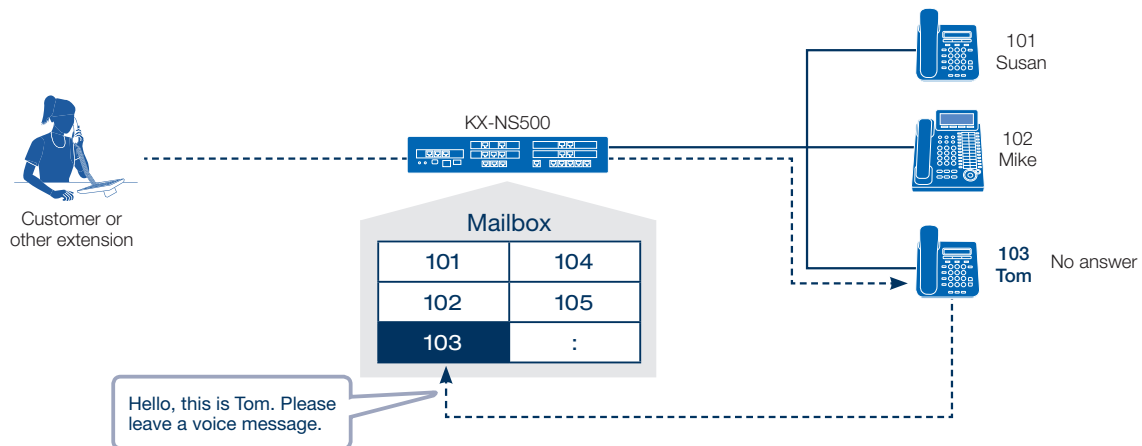 101
Susan
KX-NS500
102
Mike
Customer or
other extension
Mailbox
101 104
102 105
103 :
103
Tom
No answer
Hello, this is Tom. Please
leave a voice message.